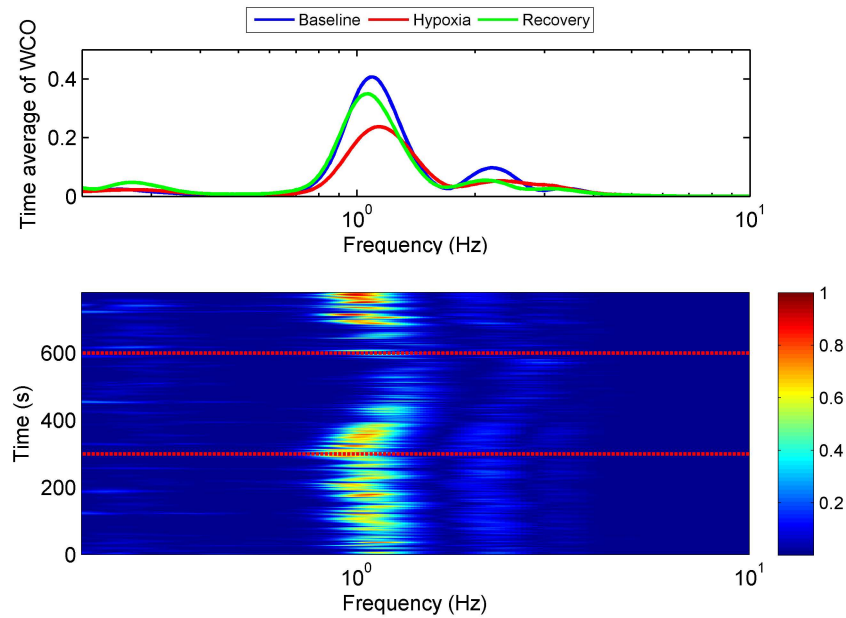 Baseline Hypoxia Recovery
Time average of WCO
0.4
0.2
0
10^0 10^1
Frequency (Hz)
Time (s)
600
400
200
0
10^0 10^1
Frequency (Hz)
1
0.8
0.6
0.4
0.2